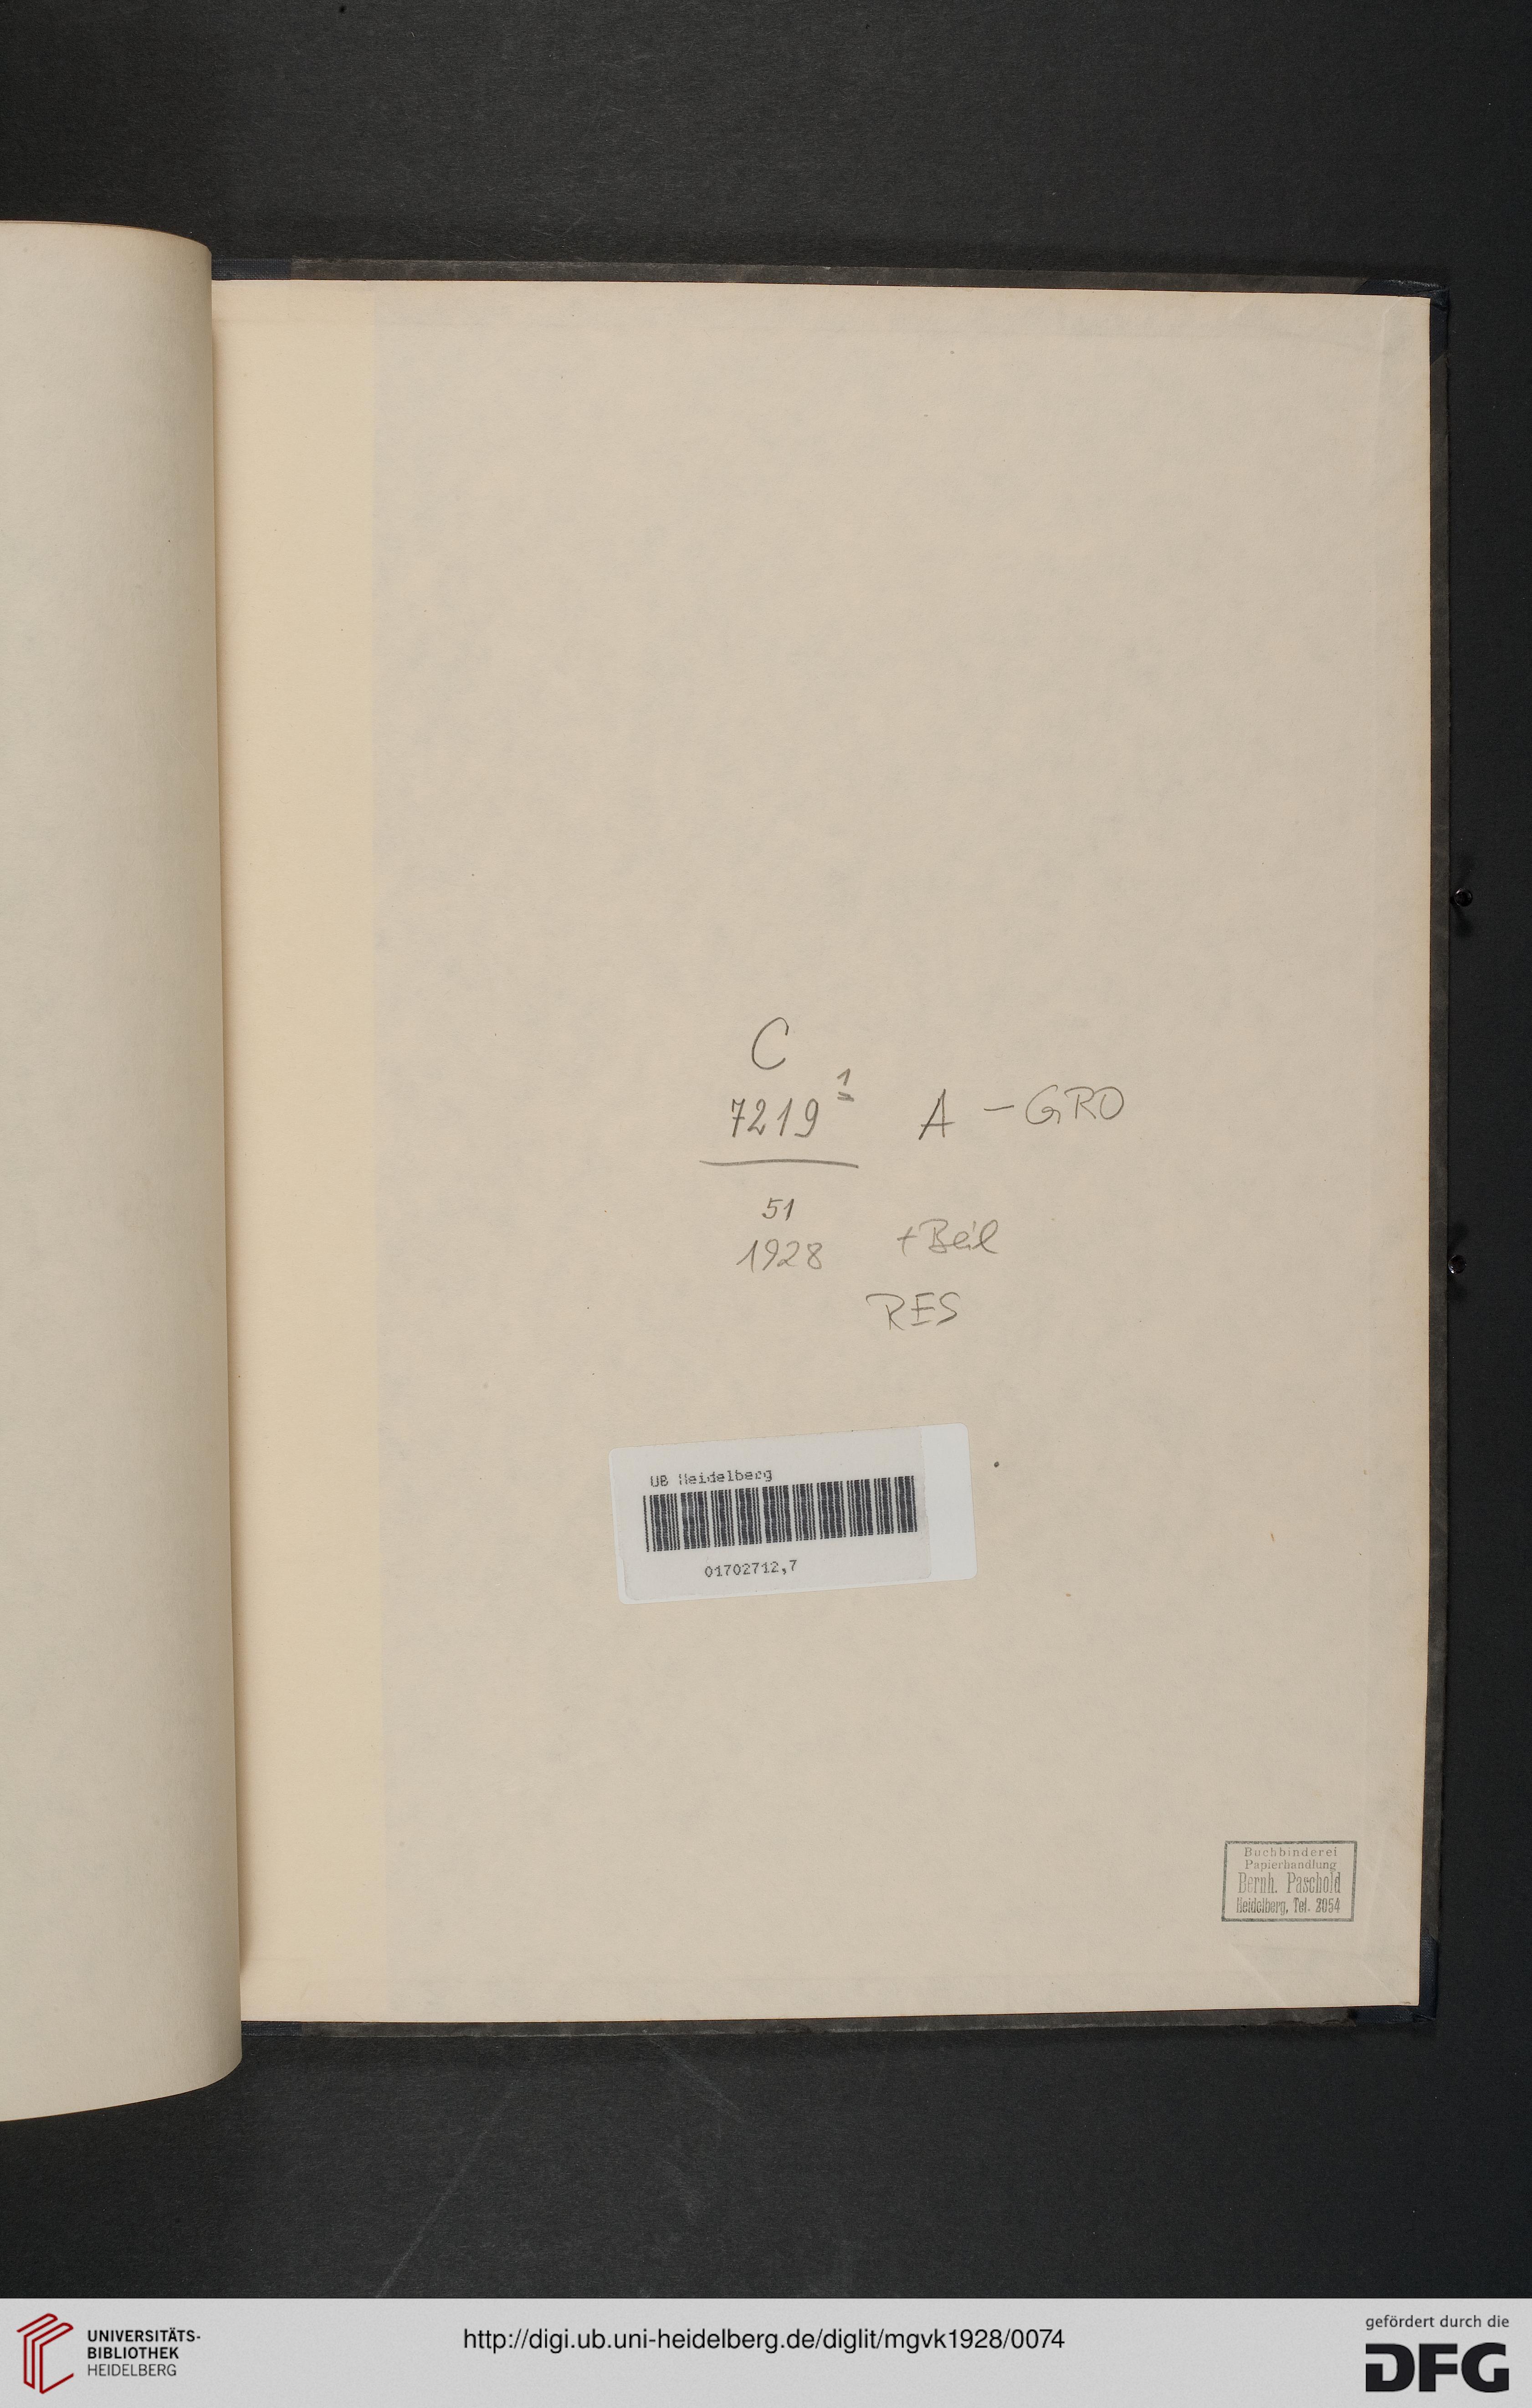 C
7219 1 A – GRO
51
1928 + Beil
RES
UB Heidelberg
01702712,7
Buchbinderei
Papierhandlung
Bernh. Paschold
Heidelberg, Tel. 2054
UNIVERSITÄTS-
BIBLIOTHEK
HEIDELBERG
http://digi.ub.uni-heidelberg.de/diglit/mgvk1928/0074
gefördert durch die
DFG